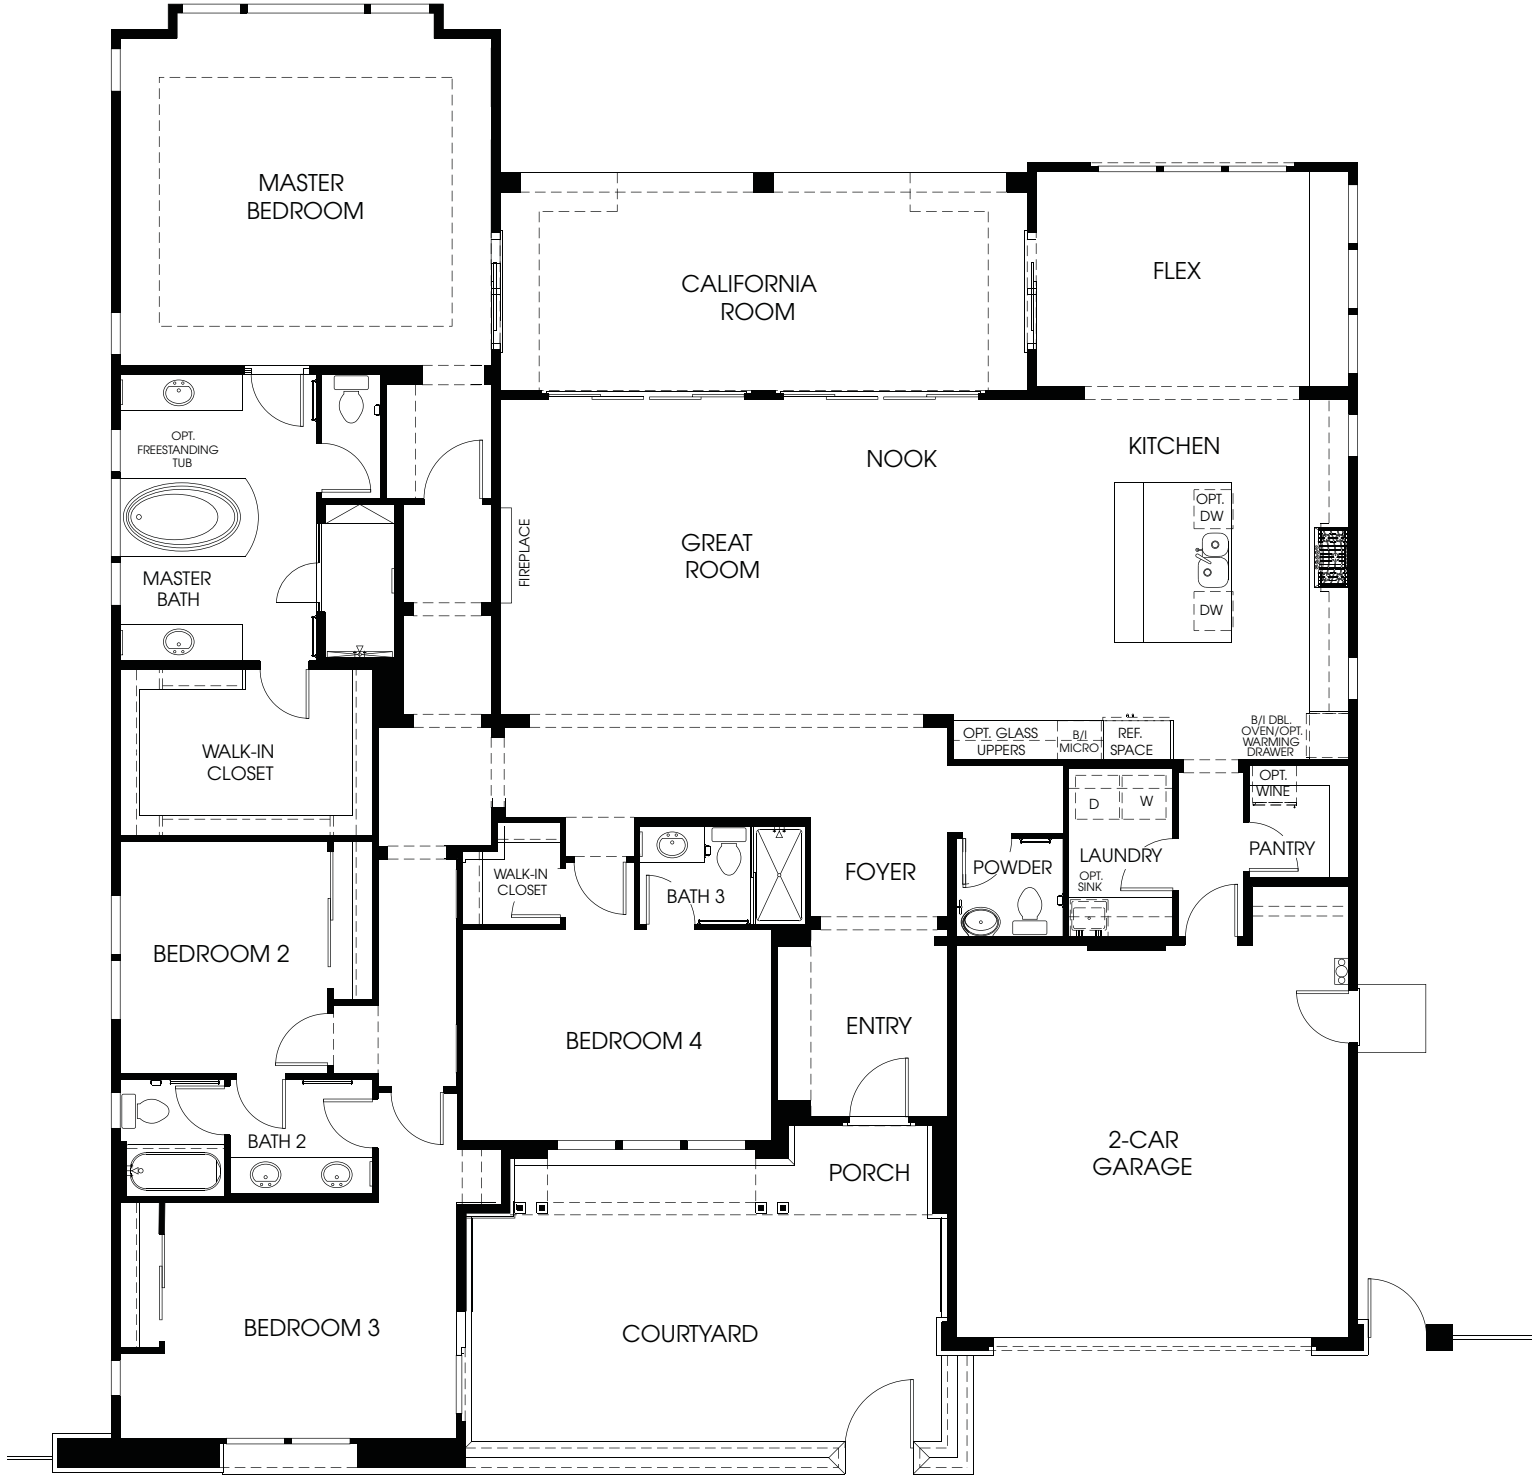 MASTER
BEDROOM
CALIFORNIA
ROOM
FLEX
OPT.
FREESTANDING
TUB
MASTER
BATH
FIREPLACE
GREAT
ROOM
NOOK
KITCHEN
OPT.
DW
DW
OPT. GLASS
UPPERS
B/I
MICRO
REF.
SPACE
B/I DBL.
OVEN/OPT.
WARMING
DRAWER
WALK-IN
CLOSET
D
W
OPT.
WINE
PANTRY
LAUNDRY
OPT.
SINK
POWDER
FOYER
WALK-IN
CLOSET
BATH 3
BEDROOM 2
BEDROOM 4
ENTRY
BATH 2
PORCH
2-CAR
GARAGE
BEDROOM 3
COURTYARD